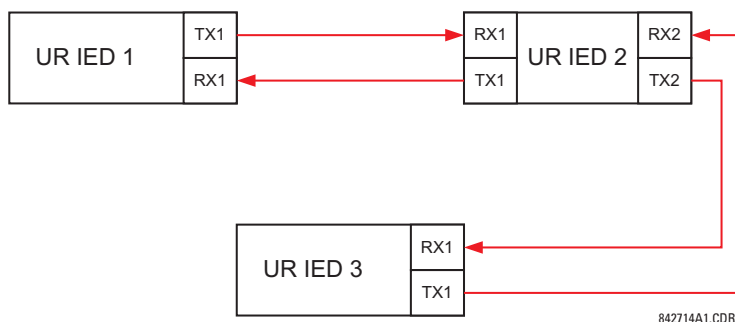 UR IED 1
TX1
RX1
RX1
TX1
UR IED 2
RX2
TX2
UR IED 3
RX1
TX1
842714A1.CDR